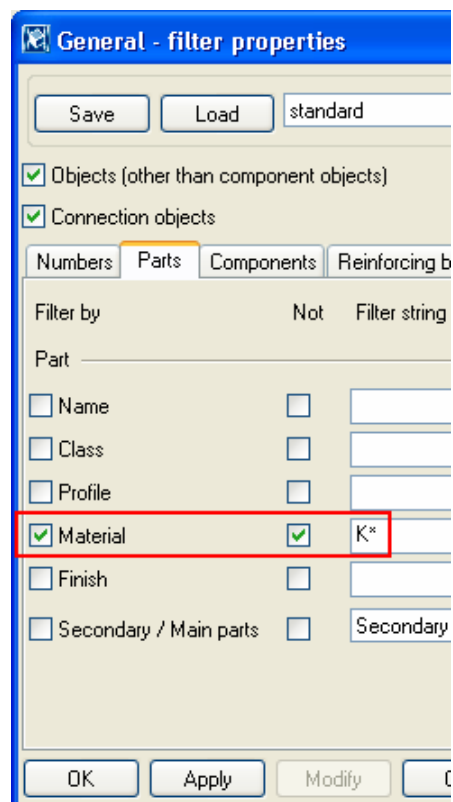 General - filter properties
Save Load standard
Objects (other than component objects)
Connection objects
Numbers Parts Components Reinforcing b
Filter by Not Filter string
Part
Name
Class
Profile
Material K*
Finish
Secondary / Main parts Secondary
OK Apply Modify